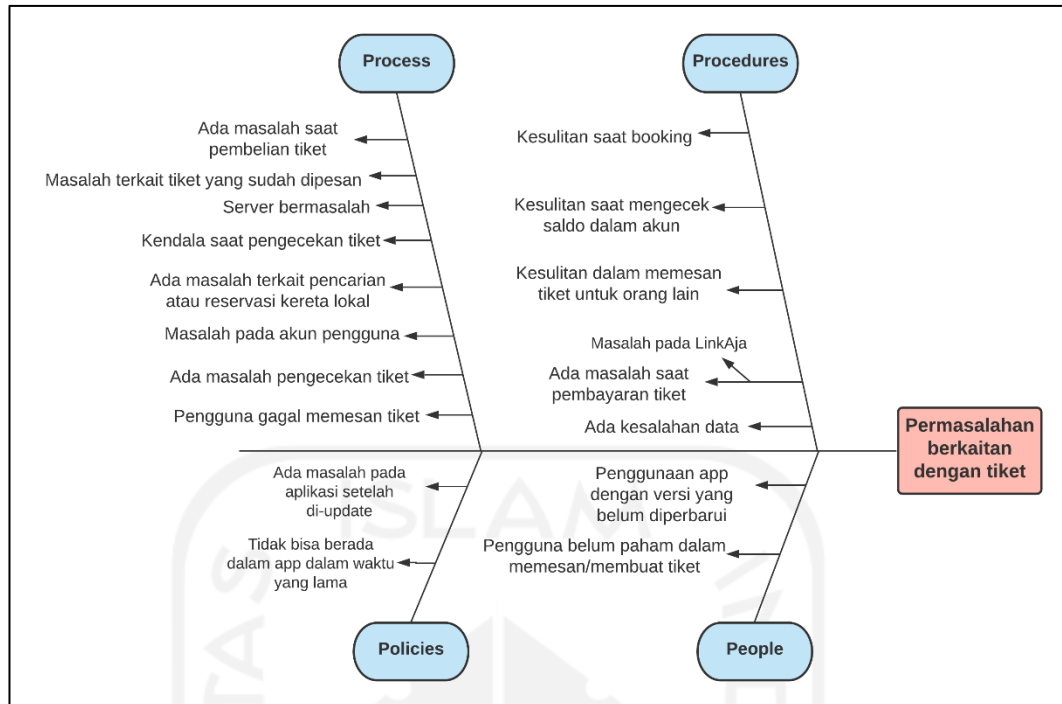 Process
Ada masalah saat
pembelian tiket
Masalah terkait tiket yang sudah dipesan
Server bermasalah
Kendala saat pengecekan tiket
Ada masalah terkait pencarian
atau reservasi kereta lokal
Masalah pada akun pengguna
Ada masalah pengecekan tiket
Pengguna gagal memesan tiket
Procedures
Kesulitan saat booking
Kesulitan saat mengecek
saldo dalam akun
Kesulitan dalam memesan
tiket untuk orang lain
Masalah pada LinkAja
Ada masalah saat
pembayaran tiket
Ada kesalahan data
Permasalahan
berkaitan
dengan tiket
Ada masalah pada
aplikasi setelah
di-update
Tidak bisa berada
dalam app dalam waktu
yang lama
Policies
Penggunaan app
dengan versi yang
belum diperbarui
Pengguna belum paham dalam
memesan/membuat tiket
People
ISLAM
TAS